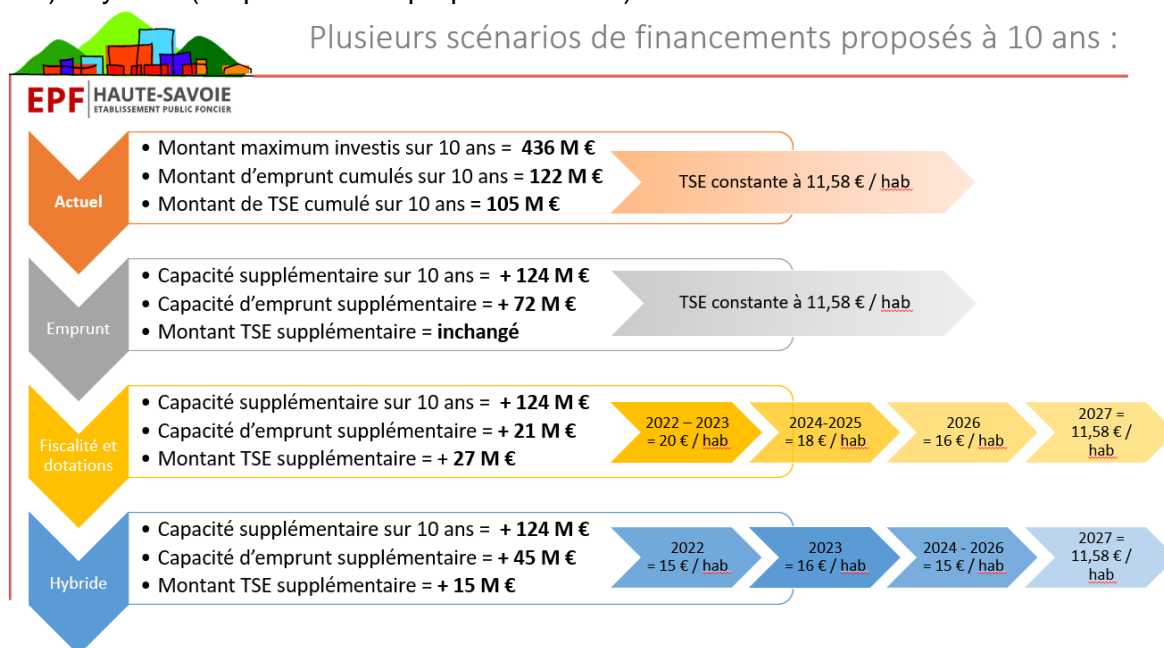 Plusieurs scénarios de financements proposés à 10 ans :
EPF HAUTE-SAVOIE
ETABLISSEMENT PUBLIC FONCIER
Actuel
• Montant maximum investis sur 10 ans = 436 M €
• Montant d'emprunt cumulés sur 10 ans = 122 M €
• Montant de TSE cumulé sur 10 ans = 105 M €
TSE constante à 11,58 € / hab
Emprunt
• Capacité supplémentaire sur 10 ans = + 124 M €
• Capacité d'emprunt supplémentaire = + 72 M €
• Montant TSE supplémentaire = inchangé
TSE constante à 11,58 € / hab
Fiscalité et
dotations
• Capacité supplémentaire sur 10 ans = + 124 M €
• Capacité d'emprunt supplémentaire = + 21 M €
• Montant TSE supplémentaire = + 27 M €
2022 – 2023
= 20 € / hab
2024-2025
= 18 € / hab
2026
= 16 € / hab
2027 =
11,58 € /
hab
Hybride
• Capacité supplémentaire sur 10 ans = + 124 M €
• Capacité d'emprunt supplémentaire = + 45 M €
• Montant TSE supplémentaire = + 15 M €
2022
= 15 € / hab
2023
= 16 € / hab
2024 - 2026
= 15 € / hab
2027 =
11,58 € /
hab